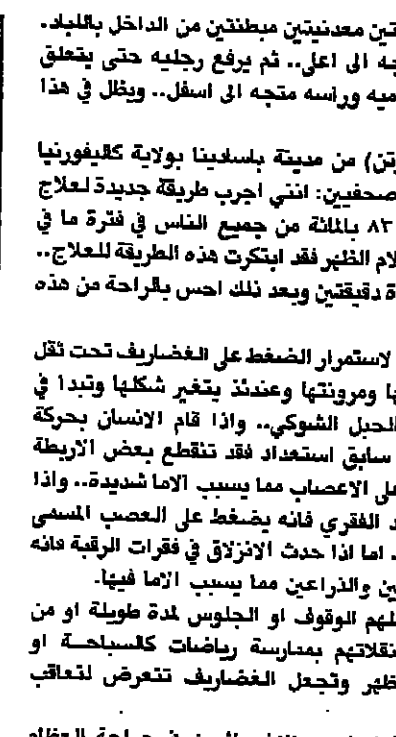 تين معدنيتين مبطنتين من الداخل باللباد.
جه الى اعلى.. ثم يرفع رجليه حتى يتعلق
ميه وراسه متجه الى اسفل.. ويظل في هذا
تن) من مدينة باسادينا بولاية كاليفورنيا
صحفيين: انني اجرب طريقة جديدة لعلاج
٨٣ بالمائة من جميع الناس في فترة ما في
لام الظهر فقد ابتكرت هذه الطريقة للعلاج..
ة دقيقتين وبعد ذلك احس بالراحة من هذه
لاستمرار الضغط على الغضاريف تحت ثقل
ها ومرونتها وعندئذ يتغير شكلها وتبدا في
الحبل الشوكي.. واذا قام الانسان بحركة
سابق استعداد فقد تنقطع بعض الاربطة
على الاعصاب مما يسبب الاما شديدة.. واذا
د الفقري فانه يضغط على العصب المسمى
. اما اذا حدث الانزلاق في فقرات الرقبة فانه
ين والذراعين مما يسبب الاما فيها.
لهم الوقوف او الجلوس لمدة طويلة او من
نقلاتهم بممارسة رياضات كالسباحة او
ظهر وتجعل الغضاريف تتعرض لتعاقب